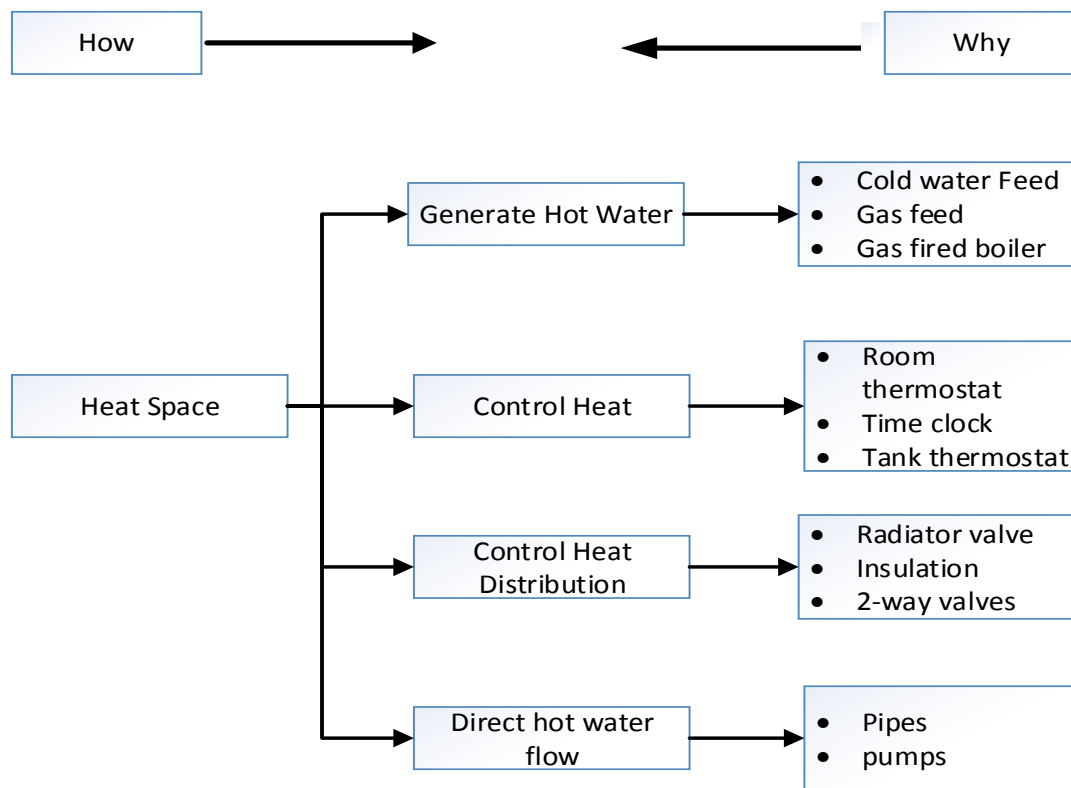 How
Why
Generate Hot Water
• Cold water Feed
• Gas feed
• Gas fired boiler
Heat Space
Control Heat
• Room
thermostat
• Time clock
• Tank thermostat
Control Heat
Distribution
• Radiator valve
• Insulation
• 2-way valves
Direct hot water
flow
• Pipes
• pumps